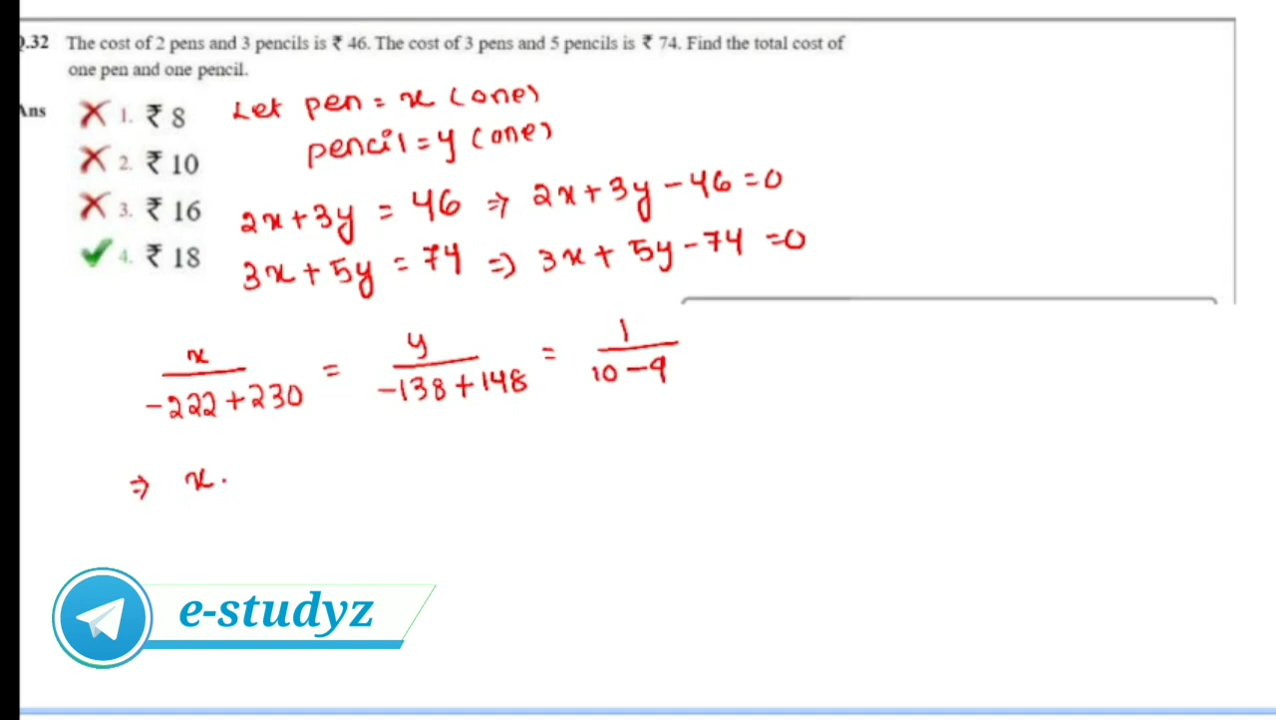 .32 The cost of 2 pens and 3 pencils is ₹ 46. The cost of 3 pens and 5 pencils is ₹ 74. Find the total cost of
one pen and one pencil.
Ans
1. ₹ 8
2. ₹ 10
3. ₹ 16
4. ₹ 18
Let pen = x (one)
pencil = y (one)
2x+3y = 46 ⇒ 2x+3y-46=0
3x+5y = 74 ⇒ 3x+5y-74=0
x/(-222+230) = y/(-138+148) = 1/(10-9)
⇒ x.
e-studyz